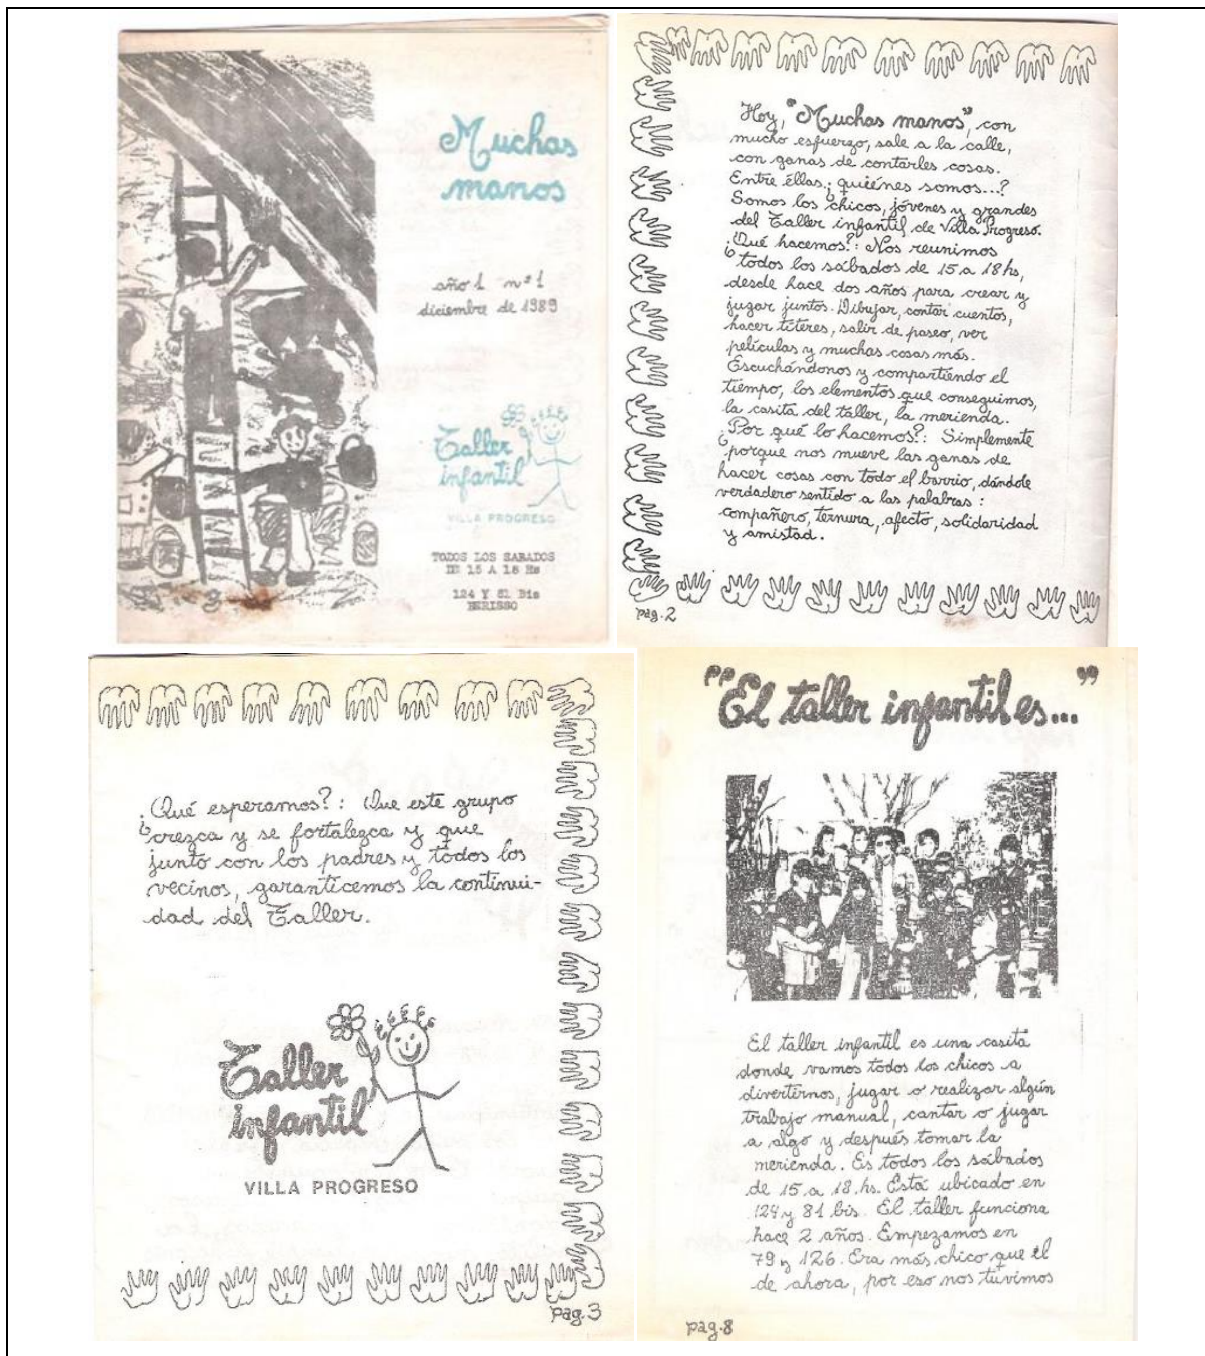 Muchas
manos
año 1 nº 1
diciembre de 1989
Taller
infantil
VILLA PROGRESO
TODOS LOS SABADOS
DE 15 A 18 Hs
124 Y 81 Bis
BERISSO
Hoy, "Muchas manos", con
mucho esfuerzo, sale a la calle,
con ganas de contarles cosas.
Entre éllas ¿quiénes somos...?
Somos los chicos, jóvenes y grandes
del Taller infantil de Villa Progreso.
¿Qué hacemos?: Nos reunimos
todos los sábados de 15 a 18 hs,
desde hace dos años para crear y
jugar juntos. Dibujar, contar cuentos,
hacer títeres, salir de paseo, ver
películas y muchas cosas más.
Escuchándonos y compartiendo el
tiempo, los elementos que conseguimos,
la casita del taller, la merienda.
¿Por qué lo hacemos?: Simplemente
porque nos mueve las ganas de
hacer cosas con todo el barrio, dándole
verdadero sentido a las palabras:
compañero, ternura, afecto, solidaridad
y amistad.
pág.2
¿Qué esperamos?: Que este grupo
crezca y se fortalezca y que
junto con los padres y todos los
vecinos, garanticemos la continui-
dad del Taller.
Taller
infantil
VILLA PROGRESO
pag.3
"El taller infantil es..."
El taller infantil es una casita
donde vamos todos los chicos a
divertirnos, jugar o realizar algún
trabajo manual, cantar o jugar
a algo y después tomar la
merienda. Es todos los sábados
de 15 a 18.hs. Está ubicado en
124 y 81 bis. El taller funciona
hace 2 años. Empezamos en
79 y 126. Era más chico que el
de ahora, por eso nos tuvimos
pag.8